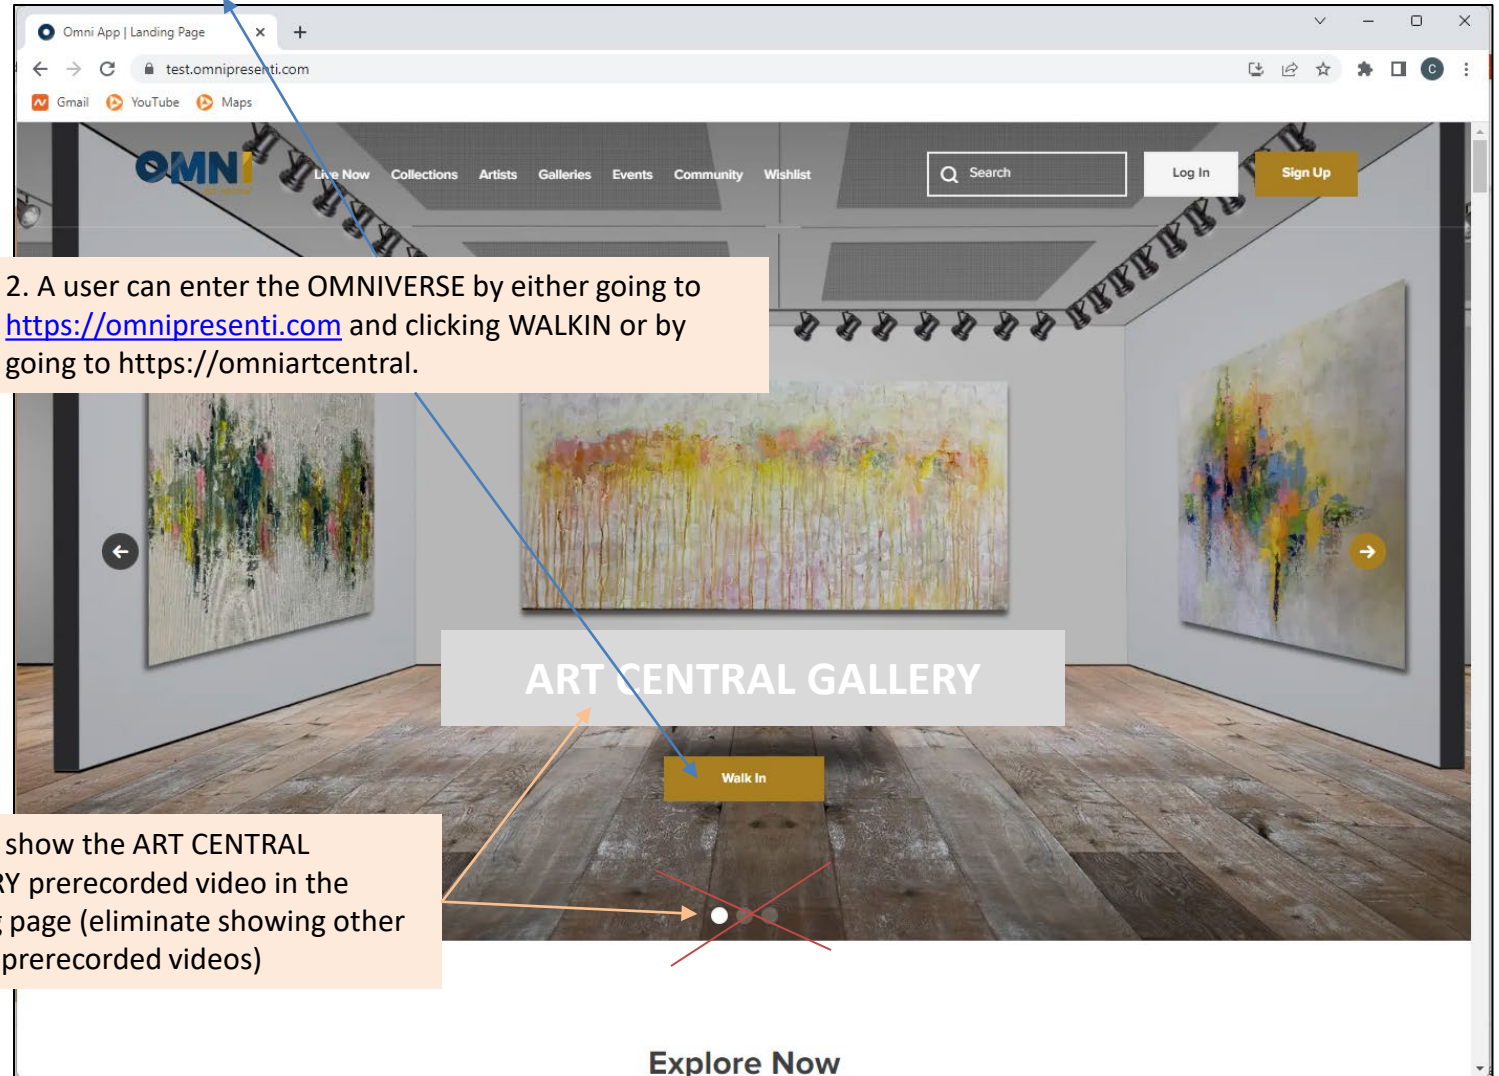 Omni App | Landing Page
test.omnipresenti.com
Gmail YouTube Maps
OMNI
Live Now Collections Artists Galleries Events Community Wishlist
Search
Log In
Sign Up
2. A user can enter the OMNIVERSE by either going to
https://omnipresenti.com and clicking WALKIN or by
going to https://omniartcentral.
ART CENTRAL GALLERY
Walk In
show the ART CENTRAL
RY prerecorded video in the
page (eliminate showing other
prerecorded videos)
Explore Now